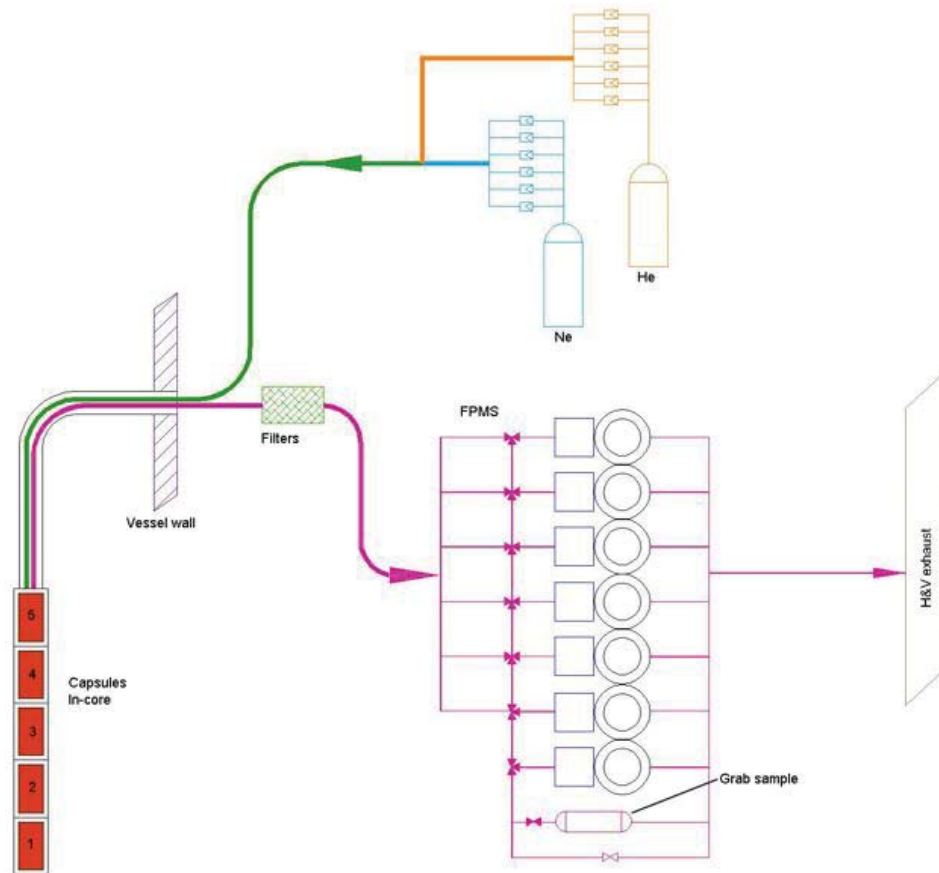 He
Ne
Filters
FPMS
Vessel wall
H&V exhaust
5
4
Capsules
In-core
3
2
1
Grab sample